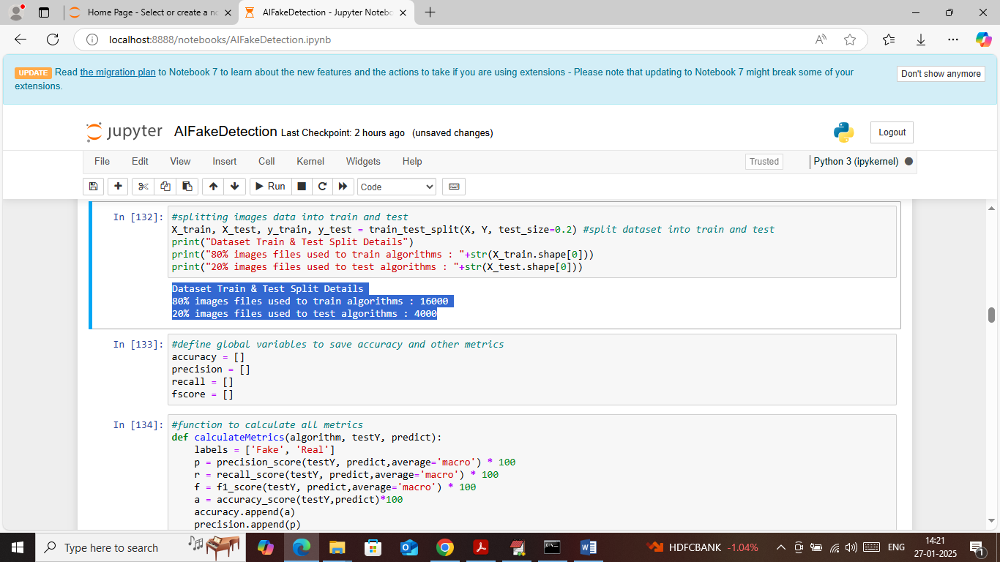 Home Page - Select or create a no
AIFakeDetection - Jupyter Notebo
localhost:8888/notebooks/AIFakeDetection.ipynb
UPDATE Read the migration plan to Notebook 7 to learn about the new features and the actions to take if you are using extensions - Please note that updating to Notebook 7 might break some of your
extensions.
Don't show anymore
jupyter AIFakeDetection Last Checkpoint: 2 hours ago (unsaved changes)
Logout
File Edit View Insert Cell Kernel Widgets Help
Trusted
Python 3 (ipykernel)
Run
Code
In [132]: #splitting images data into train and test
X_train, X_test, y_train, y_test = train_test_split(X, Y, test_size=0.2) #split dataset into train and test
print("Dataset Train & Test Split Details")
print("80% images files used to train algorithms : "+str(X_train.shape[0]))
print("20% images files used to test algorithms : "+str(X_test.shape[0]))
Dataset Train & Test Split Details
80% images files used to train algorithms : 16000
20% images files used to test algorithms : 4000
In [133]: #define global variables to save accuracy and other metrics
accuracy = []
precision = []
recall = []
fscore = []
In [134]: #function to calculate all metrics
def calculateMetrics(algorithm, testY, predict):
    labels = ['Fake', 'Real']
    p = precision_score(testY, predict,average='macro') * 100
    r = recall_score(testY, predict,average='macro') * 100
    f = f1_score(testY, predict,average='macro') * 100
    a = accuracy_score(testY,predict)*100
    accuracy.append(a)
    precision.append(p)
Type here to search
HDFCBANK -1.04%
ENG
14:21
27-01-2025
1